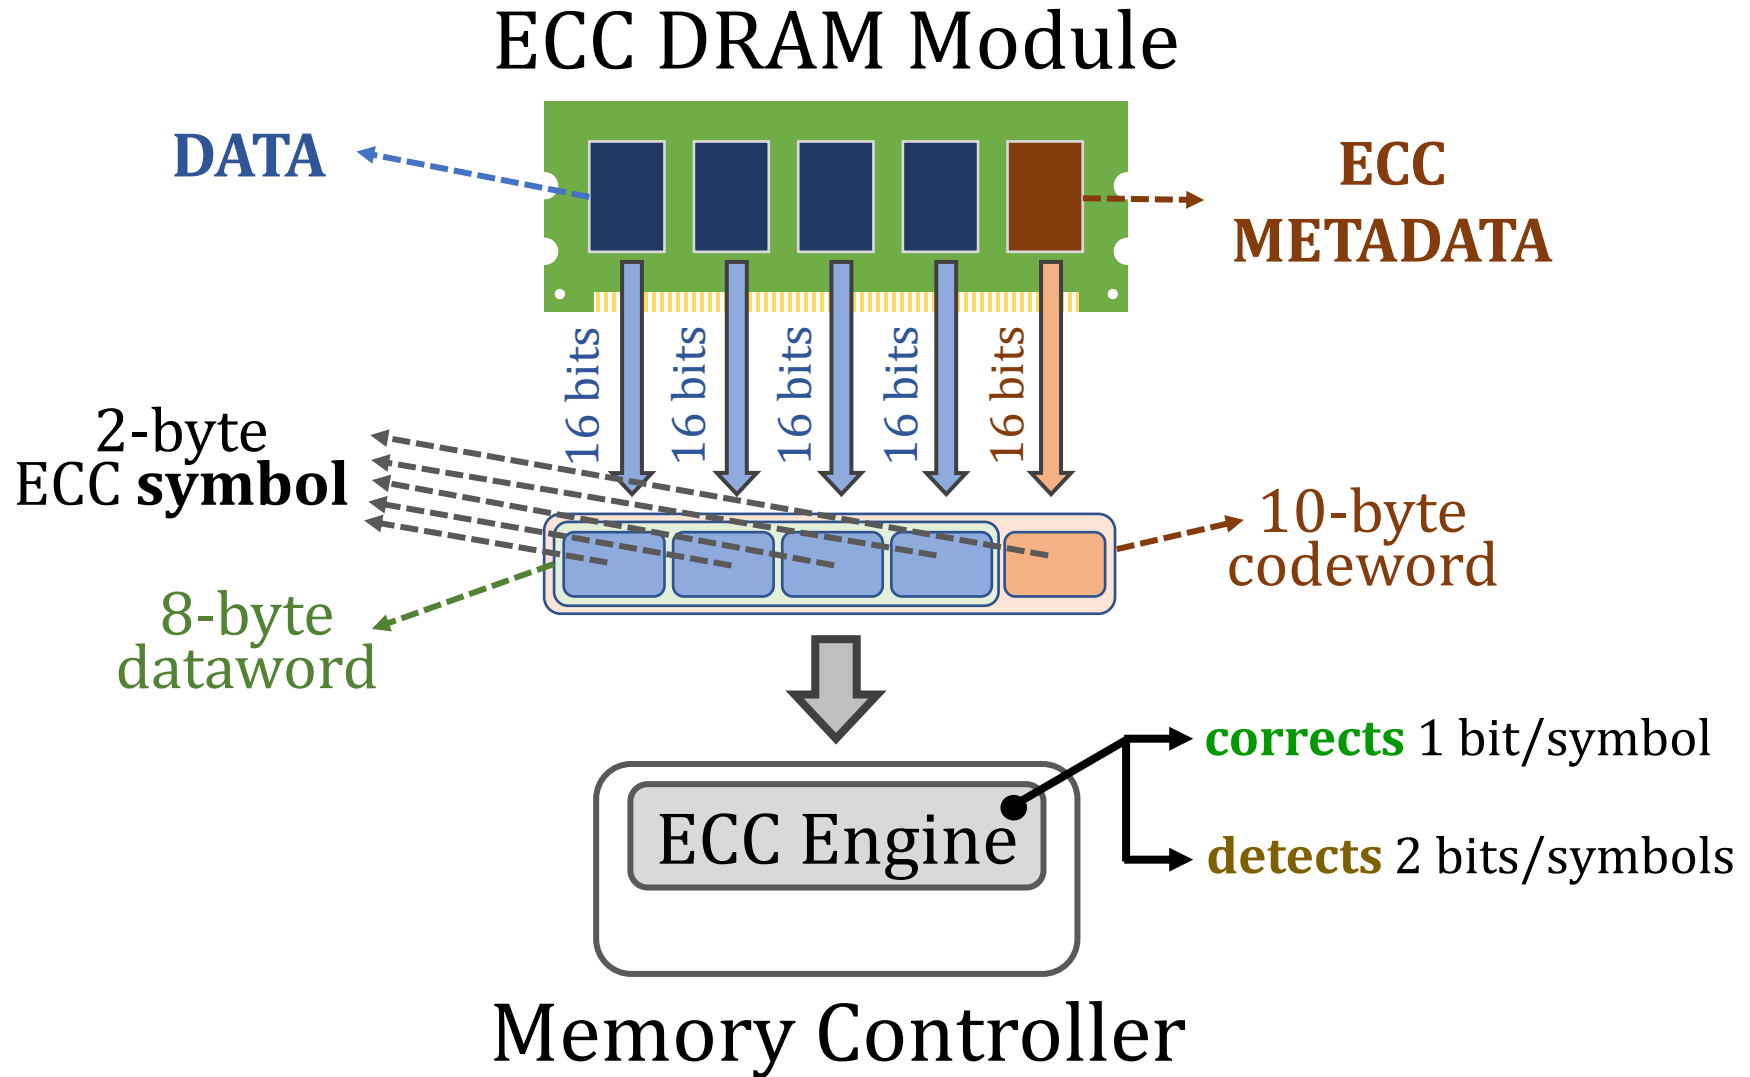 ECC DRAM Module
DATA
ECC
METADATA
16 bits
16 bits
16 bits
16 bits
16 bits
2-byte
ECC symbol
10-byte
codeword
8-byte
dataword
corrects 1 bit/symbol
ECC Engine
detects 2 bits/symbols
Memory Controller